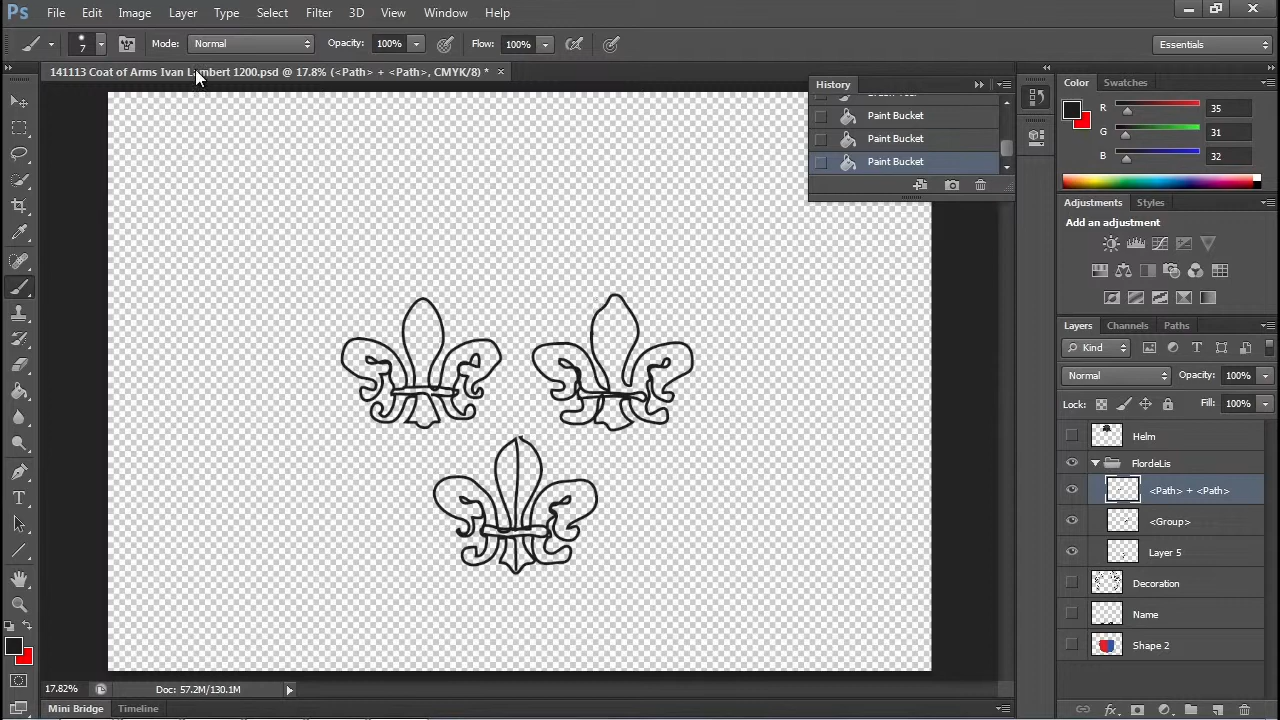 Ps File Edit Image Layer Type Select Filter 3D View Window Help
7 Mode: Normal Opacity: 100% Flow: 100% Essentials
141113 Coat of Arms Ivan Lambert 1200.psd @ 17.8% (<Path> + <Path>, CMYK/8) * ×
History
Paint Bucket
Paint Bucket
Paint Bucket
Color Swatches
R 35
G 31
B 32
Adjustments Styles
Add an adjustment
Layers Channels Paths
Kind
Normal Opacity: 100%
Lock: Fill: 100%
Helm
FlordeLis
<Path> + <Path>
<Group>
Layer 5
Decoration
Name
Shape 2
17.82% Doc: 57.2M/130.1M
Mini Bridge Timeline